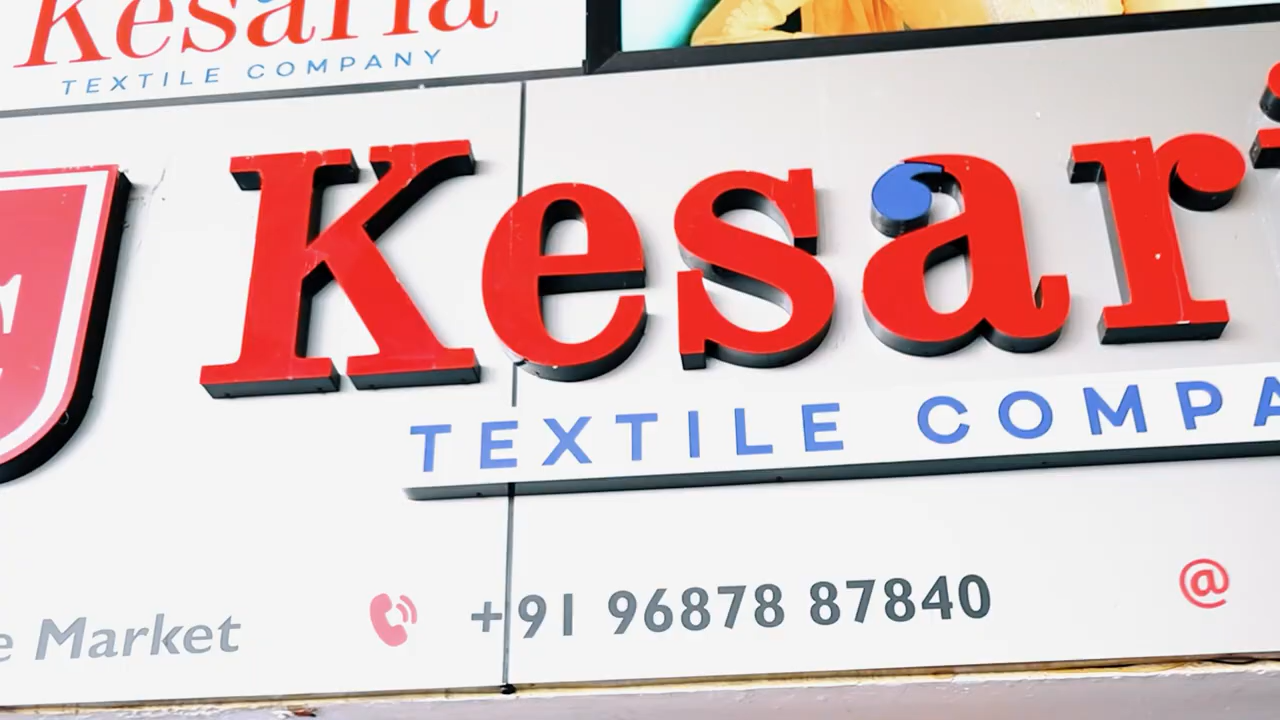 Kesaria
TEXTILE COMPANY
Kesari
TEXTILE COMPA
Market
+91 96878 87840
@